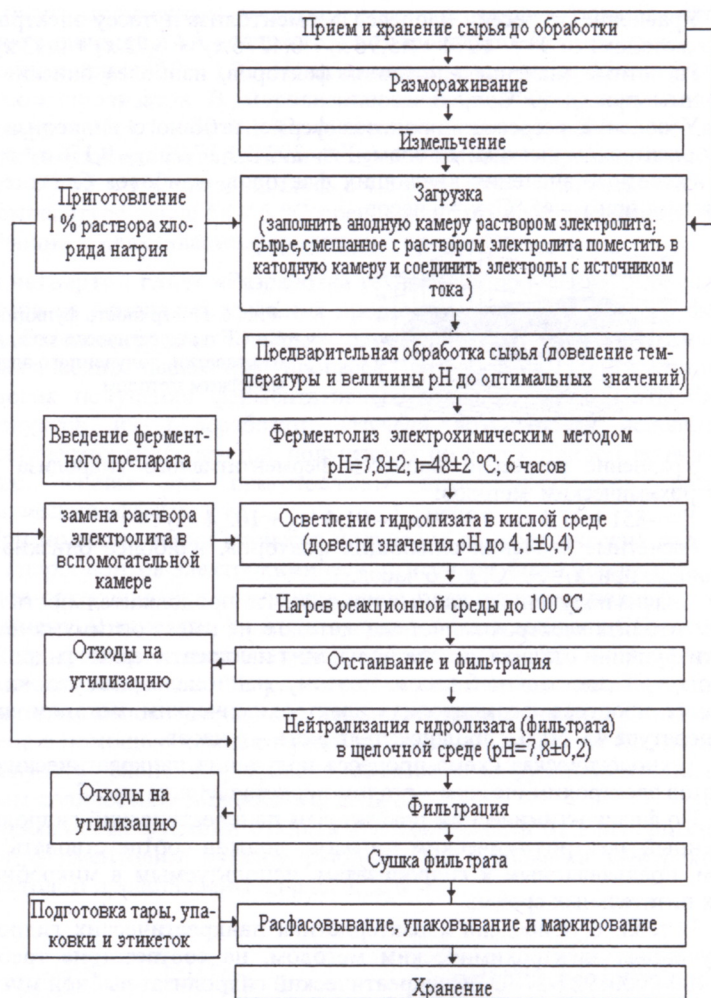 Прием и хранение сырья до обработки
Размораживание
Измельчение
Приготовление
1% раствора хло-
рида натрия
Загрузка
(заполнить анодную камеру раствором электролита;
сырье, смешанное с раствором электролита поместить в
катодную камеру и соединить электроды с источником
тока)
Предварительная обработка сырья (доведение тем-
пературы и величины pH до оптимальных значений)
Введение фермент-
ного препарата
Ферментолиз электрохимическим методом
pH=7,8±2; t=48±2 °C; 6 часов
замена раствора
электролита в
вспомогательной
камере
Осветление гидролизата в кислой среде
(довести значения pH до 4,1±0,4)
Нагрев реакционной среды до 100 °C
Отходы на
утилизацию
Отстаивание и фильтрация
Нейтрализация гидролизата (фильтрата)
в щелочной среде (pH=7,8±0,2)
Отходы на
утилизацию
Фильтрация
Сушка фильтрата
Подготовка тары, упа-
ковки и этикеток
Расфасовывание, упаковывание и маркирование
Хранение